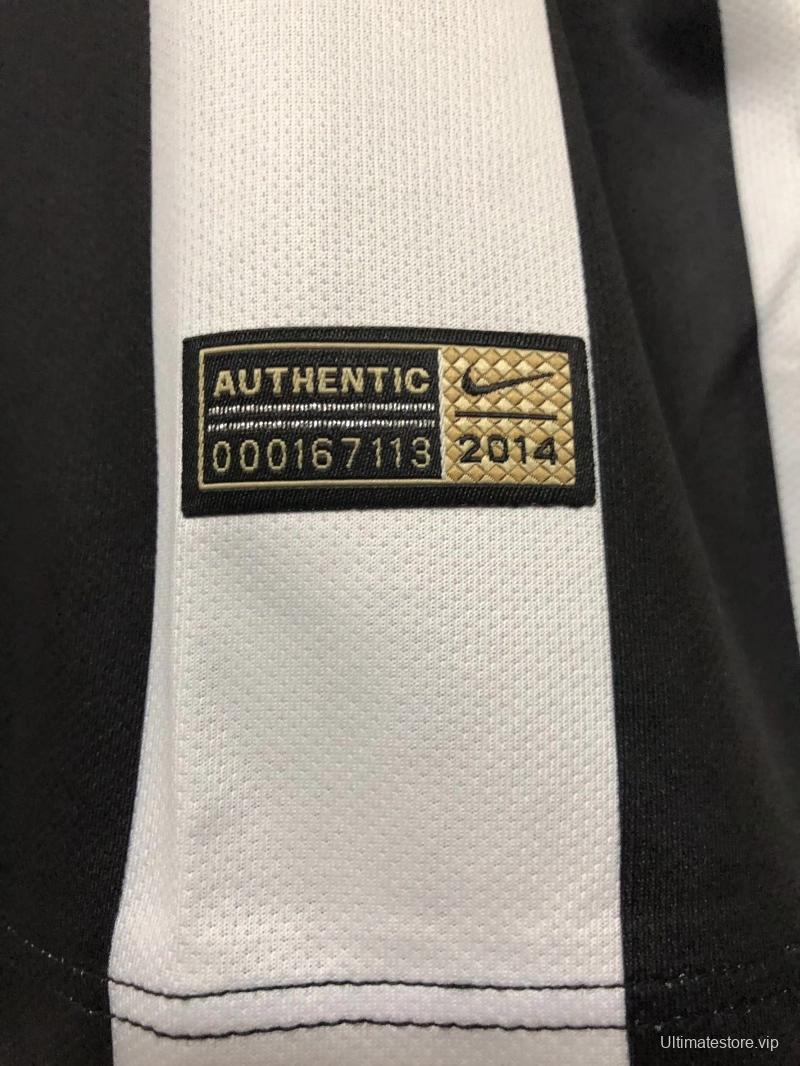 AUTHENTIC
000167113
2014
Ultimatestore.vip